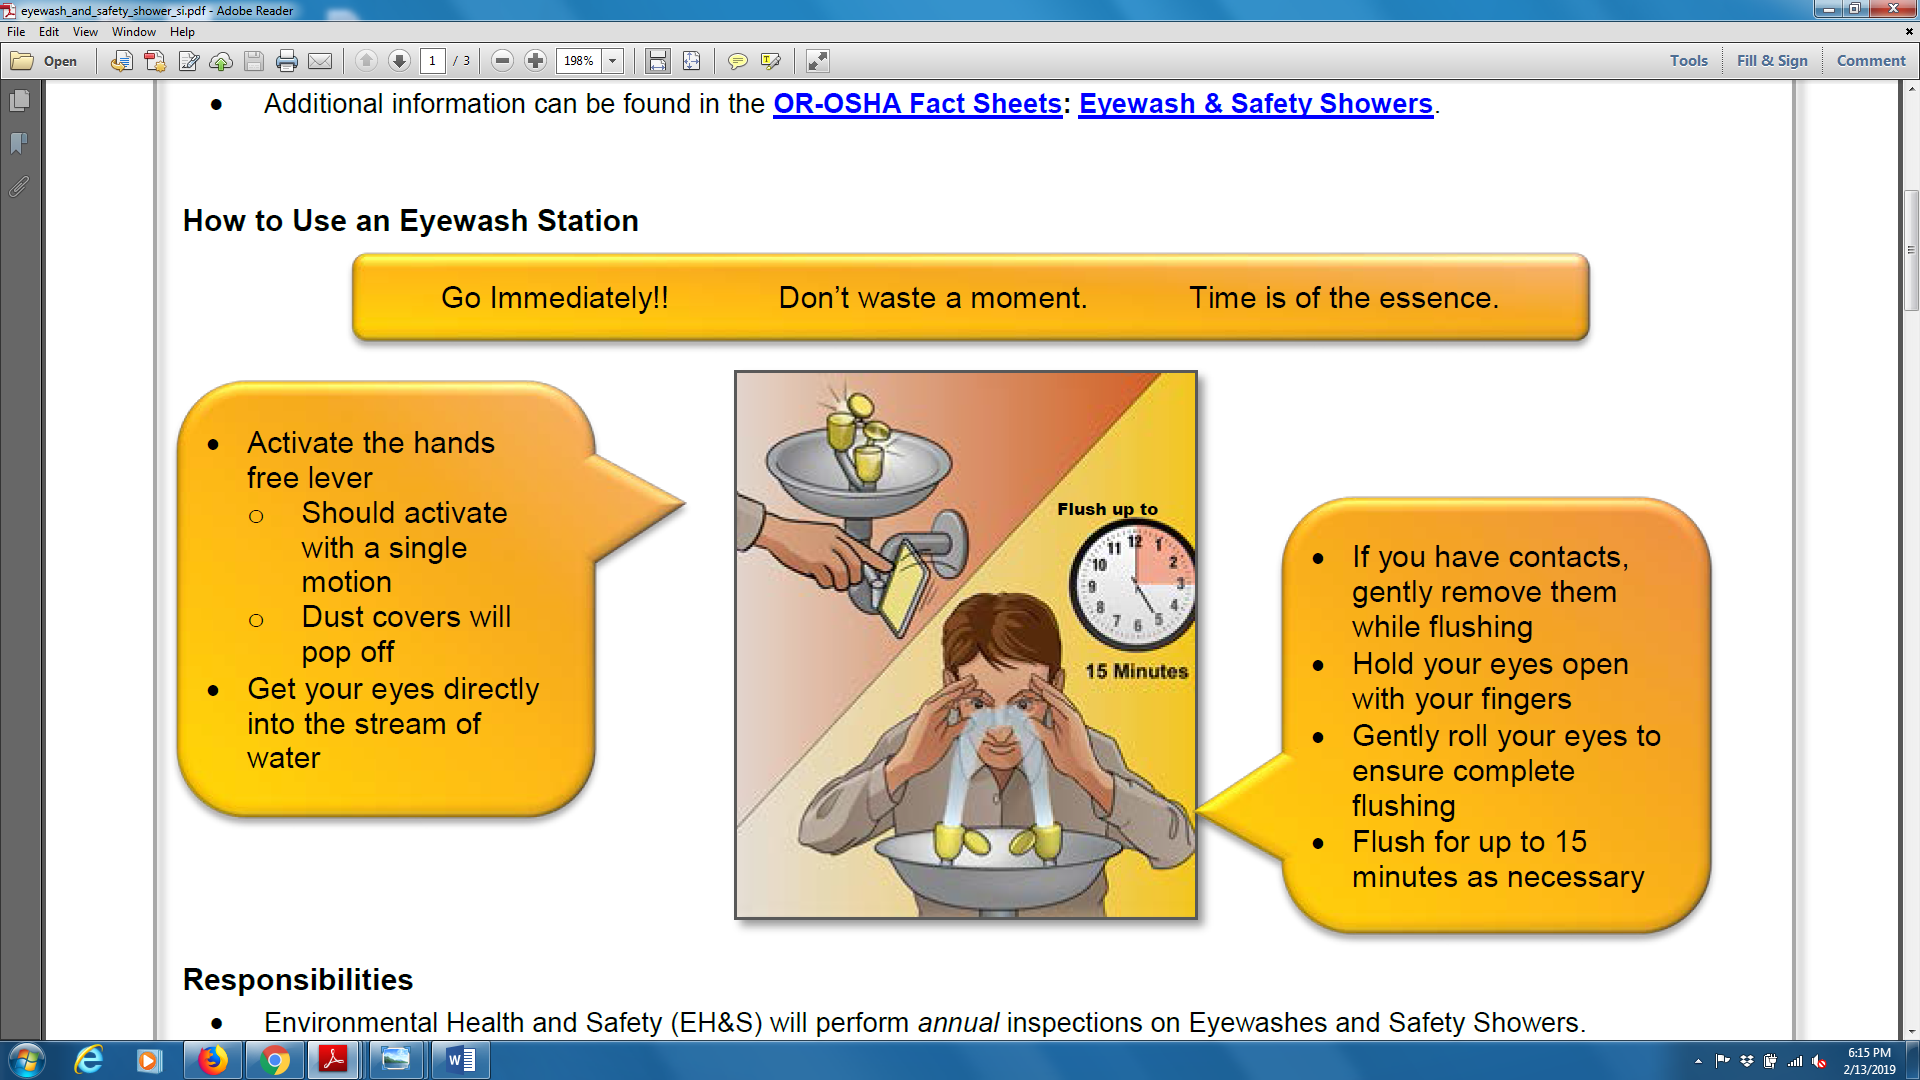 eyewash_and_safety_shower_si.pdf - Adobe Reader
File Edit View Window Help
Open 1 / 3 198% Tools Fill & Sign Comment
• Additional information can be found in the OR-OSHA Fact Sheets: Eyewash & Safety Showers.
How to Use an Eyewash Station
Go Immediately!! Don’t waste a moment. Time is of the essence.
• Activate the hands
free lever
o Should activate
with a single
motion
o Dust covers will
pop off
• Get your eyes directly
into the stream of
water
Flush up to
12
1
2
3
4
5
6
7
8
9
10
11
15 Minutes
• If you have contacts,
gently remove them
while flushing
• Hold your eyes open
with your fingers
• Gently roll your eyes to
ensure complete
flushing
• Flush for up to 15
minutes as necessary
Responsibilities
• Environmental Health and Safety (EH&S) will perform annual inspections on Eyewashes and Safety Showers.
6:15 PM
2/13/2019